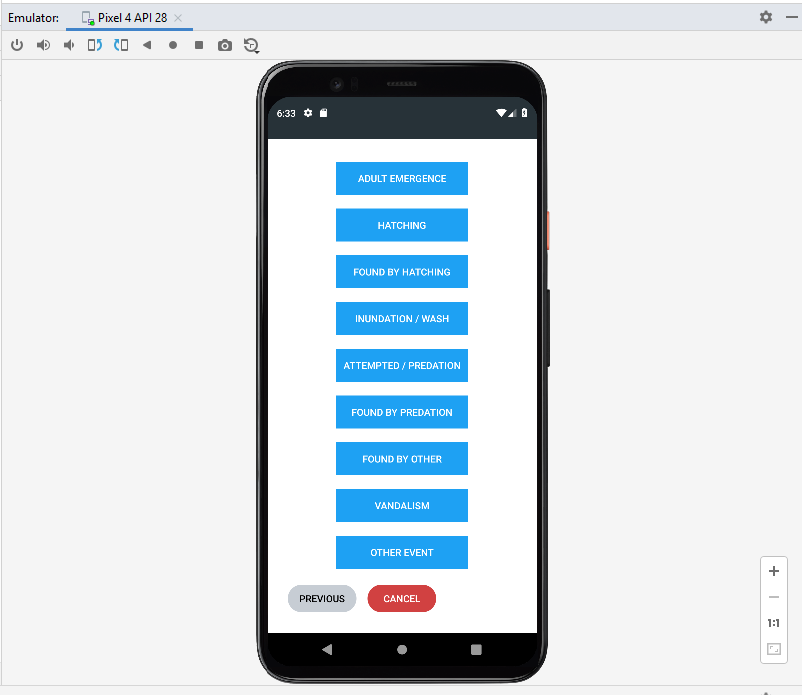 Emulator: Pixel 4 API 28
6:33
ADULT EMERGENCE
HATCHING
FOUND BY HATCHING
INUNDATION / WASH
ATTEMPTED / PREDATION
FOUND BY PREDATION
FOUND BY OTHER
VANDALISM
OTHER EVENT
PREVIOUS CANCEL
1:1